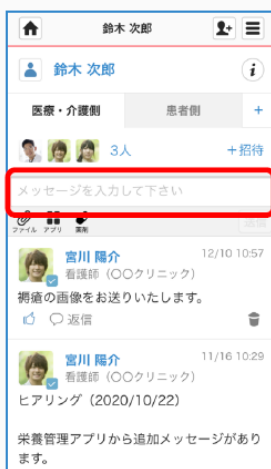 鈴木 次郎
鈴木 次郎
医療・介護側 患者側 +
3人 +招待
メッセージを入力して下さい
ファイル アプリ 薬剤 送信
宮川 陽介 12/10 10:57
看護師（〇〇クリニック）
褥瘡の画像をお送りいたします。
返信
宮川 陽介 11/16 10:29
看護師（〇〇クリニック）
ヒアリング（2020/10/22）
栄養管理アプリから追加メッセージがあり
ます。